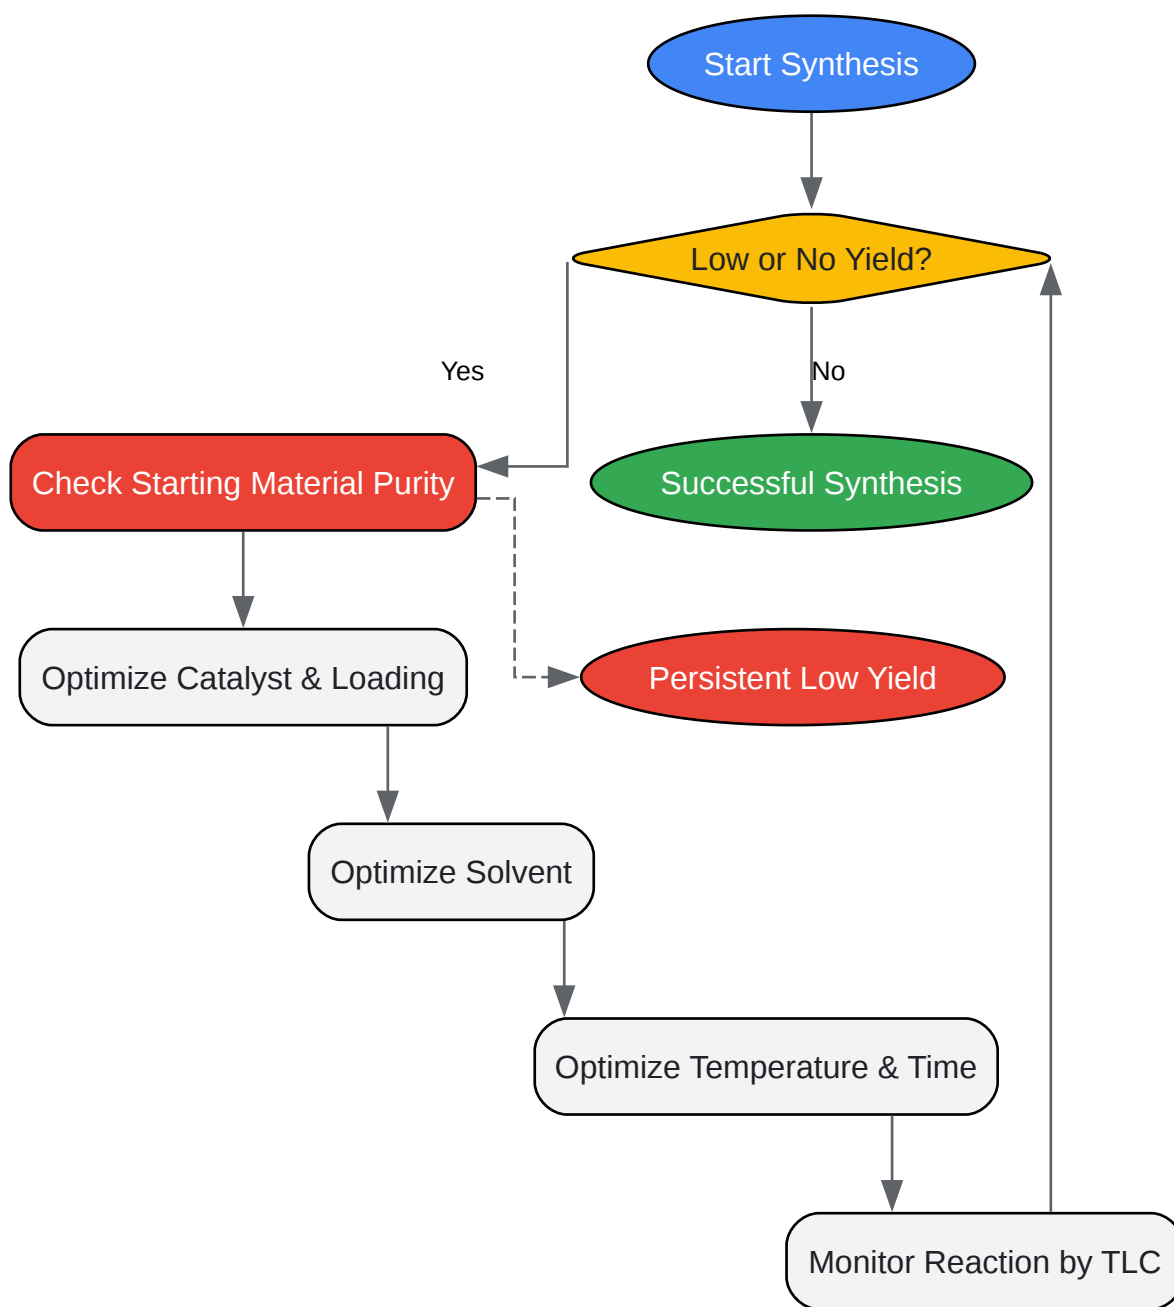 Start Synthesis
Low or No Yield?
Yes
No
Check Starting Material Purity
Successful Synthesis
Optimize Catalyst & Loading
Persistent Low Yield
Optimize Solvent
Optimize Temperature & Time
Monitor Reaction by TLC